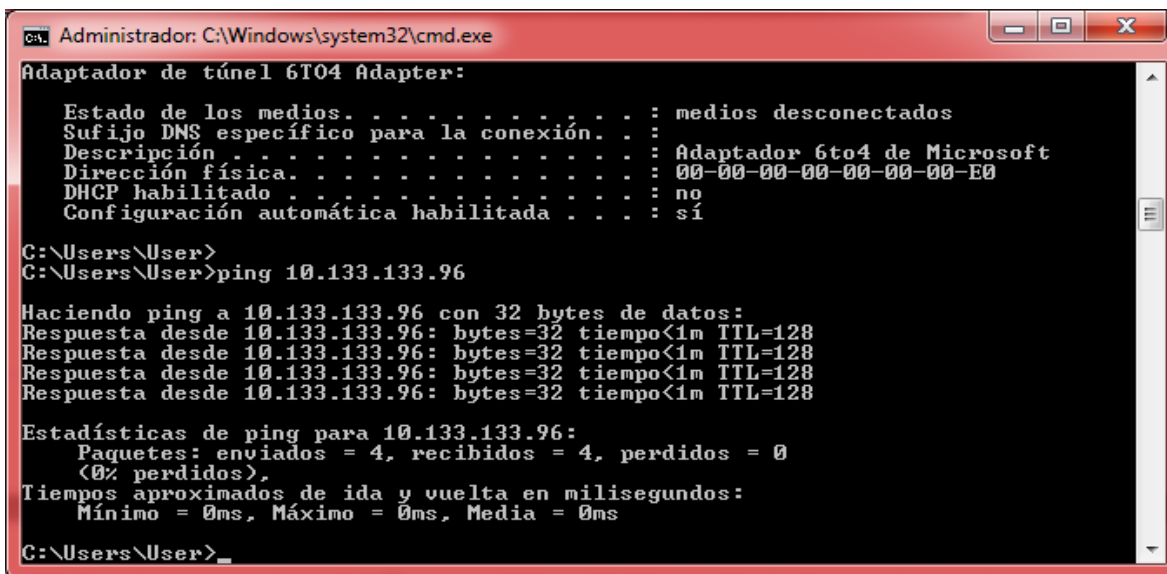 Administrador: C:\Windows\system32\cmd.exe
Adaptador de túnel 6TO4 Adapter:
Estado de los medios. . . . . . . . . . . : medios desconectados
Sufijo DNS específico para la conexión. . :
Descripción . . . . . . . . . . . . . . . : Adaptador 6to4 de Microsoft
Dirección física. . . . . . . . . . . . . : 00-00-00-00-00-00-00-E0
DHCP habilitado . . . . . . . . . . . . . : no
Configuración automática habilitada . . . : sí
C:\Users\User>
C:\Users\User>ping 10.133.133.96
Haciendo ping a 10.133.133.96 con 32 bytes de datos:
Respuesta desde 10.133.133.96: bytes=32 tiempo<1m TTL=128
Respuesta desde 10.133.133.96: bytes=32 tiempo<1m TTL=128
Respuesta desde 10.133.133.96: bytes=32 tiempo<1m TTL=128
Respuesta desde 10.133.133.96: bytes=32 tiempo<1m TTL=128
Estadísticas de ping para 10.133.133.96:
Paquetes: enviados = 4, recibidos = 4, perdidos = 0
(0% perdidos),
Tiempos aproximados de ida y vuelta en milisegundos:
Mínimo = 0ms, Máximo = 0ms, Media = 0ms
C:\Users\User>_